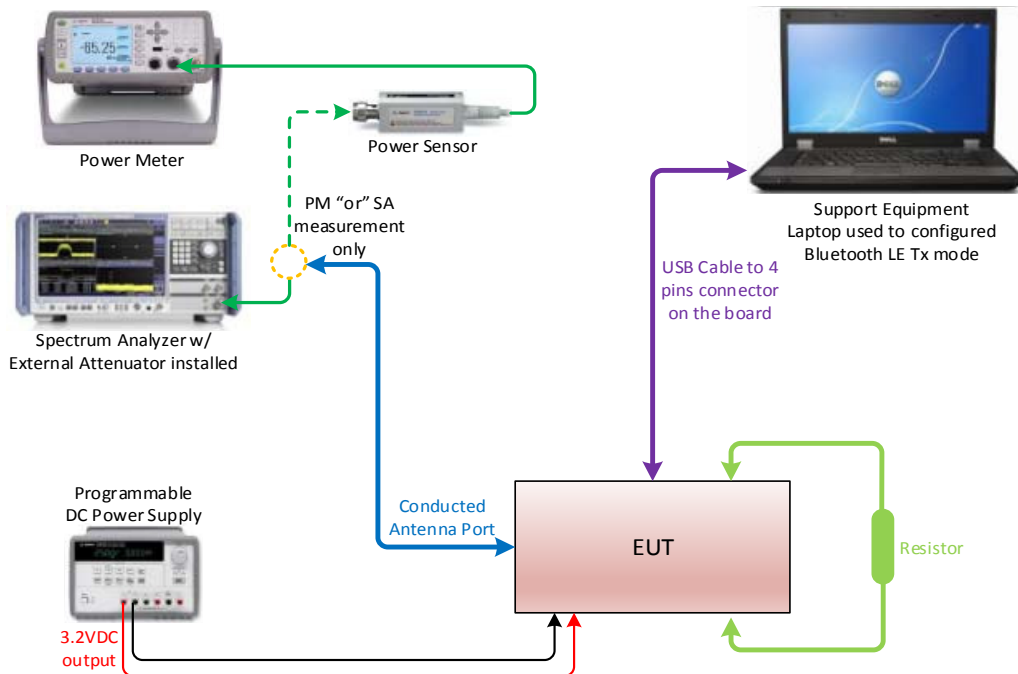 -65.25
Power Meter
Power Sensor
DELL
DELL
PM “or” SA
measurement
only
Support Equipment
Laptop used to configured
Bluetooth LE Tx mode
USB Cable to 4
pins connector
on the board
Spectrum Analyzer w/
External Attenuator installed
Programmable
DC Power Supply
Conducted
Antenna Port
EUT
Resistor
3.2VDC
output